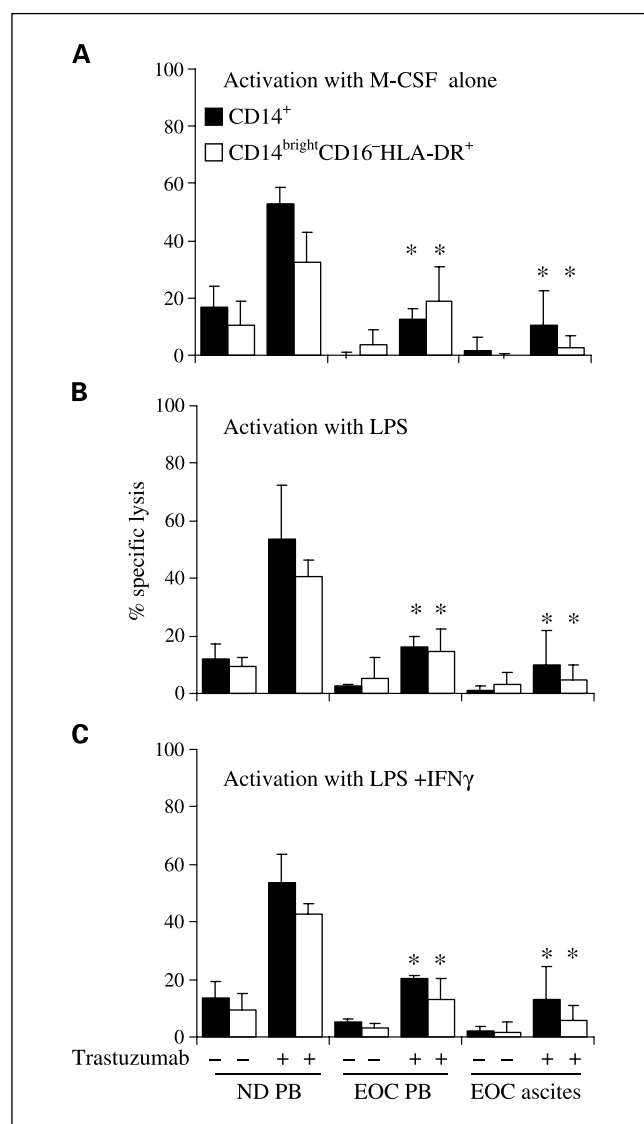 A
Activation with M-CSF alone
CD14+
CD14brightCD16−HLA-DR+
100
80
60
40
20
0
* *
* *
B
Activation with LPS
100
80
60
40
20
0
* *
* *
% specific lysis
C
Activation with LPS +IFNγ
100
80
60
40
20
0
* *
* *
Trastuzumab − − + + − − + + − − + +
ND PB EOC PB EOC ascites